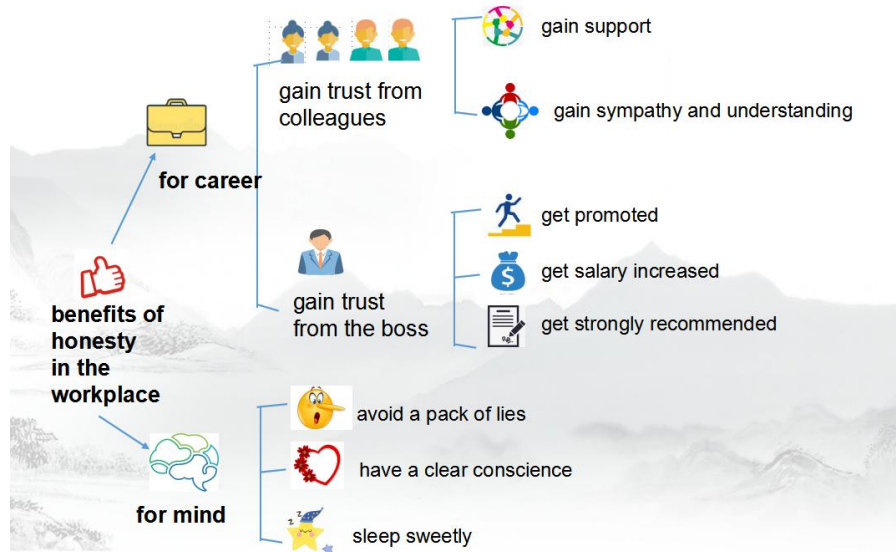 gain support
gain trust from
colleagues
gain sympathy and understanding
for career
get promoted
get salary increased
gain trust
from the boss
get strongly recommended
benefits of
honesty
in the
workplace
avoid a pack of lies
have a clear conscience
for mind
sleep sweetly